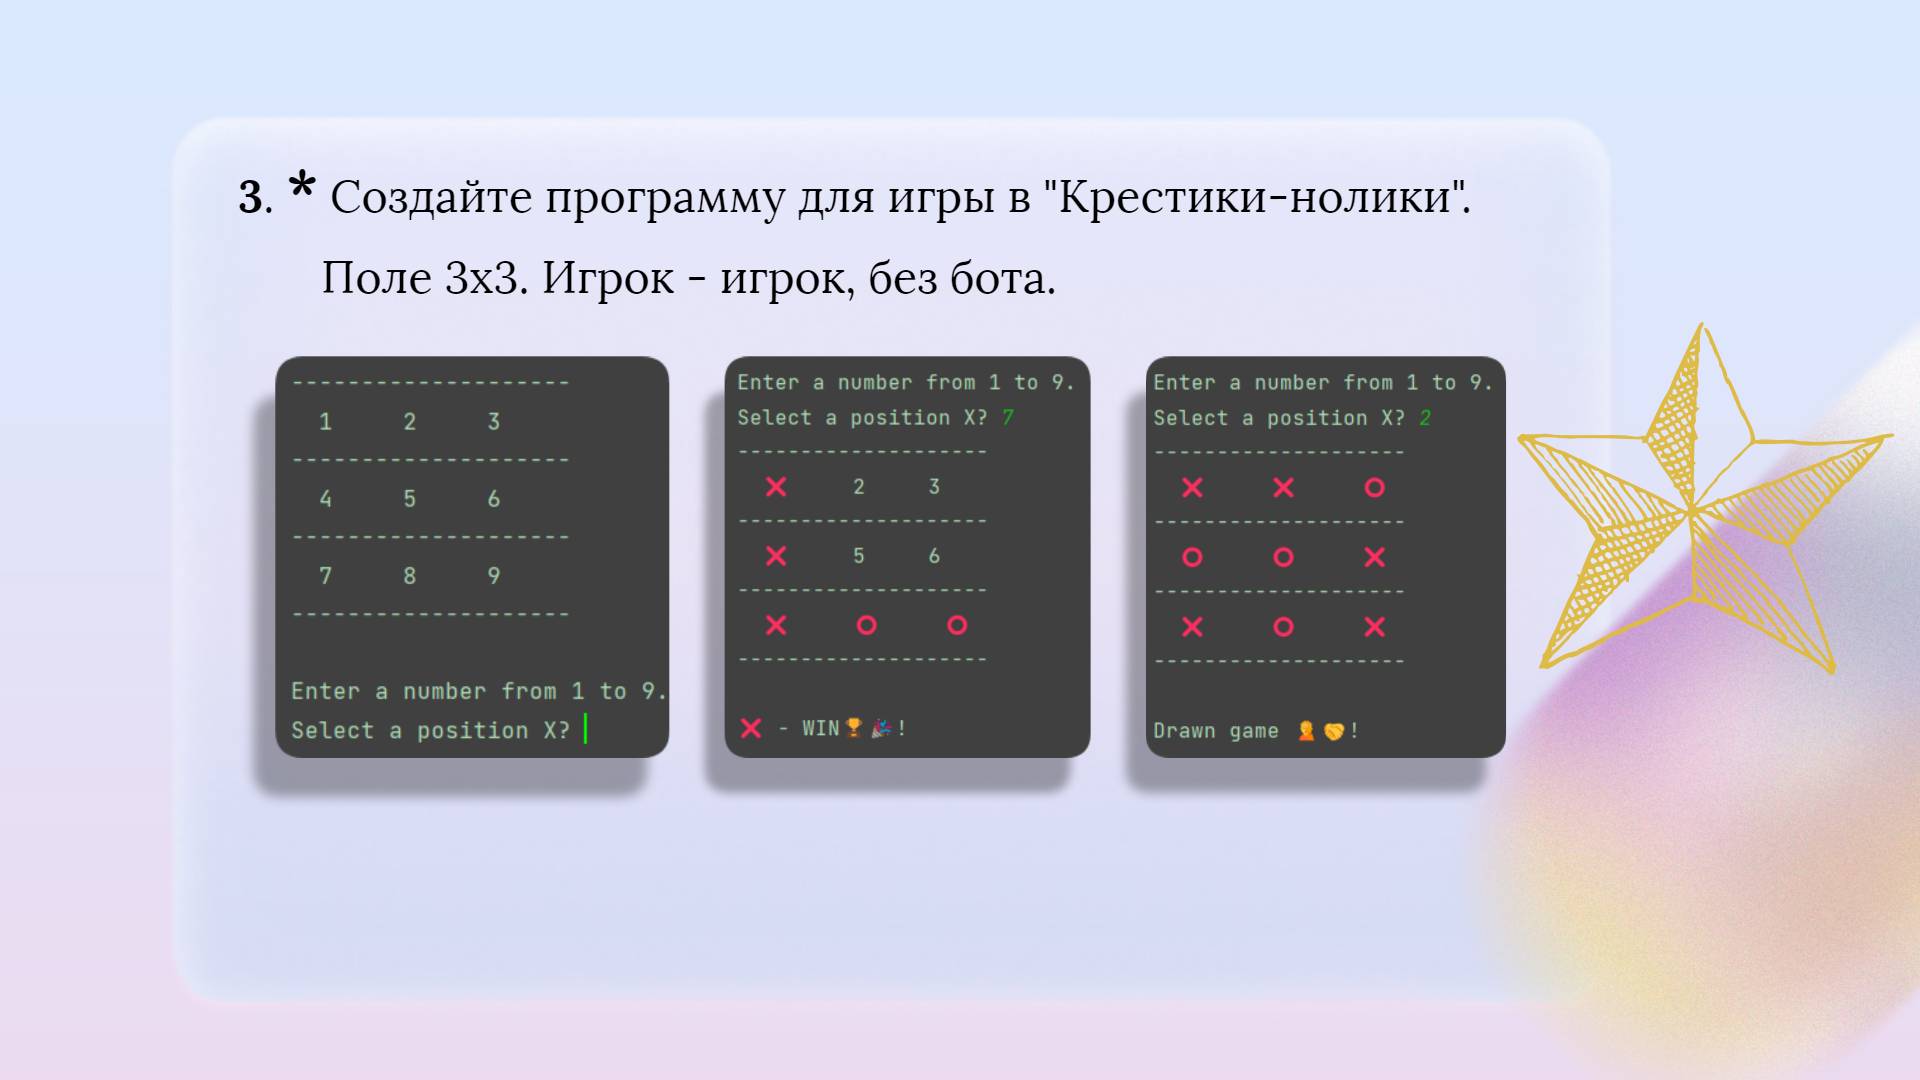 3. * Создайте программу для игры в "Крестики-нолики".
Поле 3х3. Игрок - игрок, без бота.
--------------------
1 2 3
--------------------
4 5 6
--------------------
7 8 9
--------------------
Enter a number from 1 to 9.
Select a position X?
Enter a number from 1 to 9.
Select a position X? 7
--------------------
❌ 2 3
--------------------
❌ 5 6
--------------------
❌ ⭕ ⭕
--------------------
❌ - WIN🏆🎉!
Enter a number from 1 to 9.
Select a position X? 2
--------------------
❌ ❌ ⭕
--------------------
⭕ ⭕ ❌
--------------------
❌ ⭕ ❌
--------------------
Drawn game 🤦🤝!